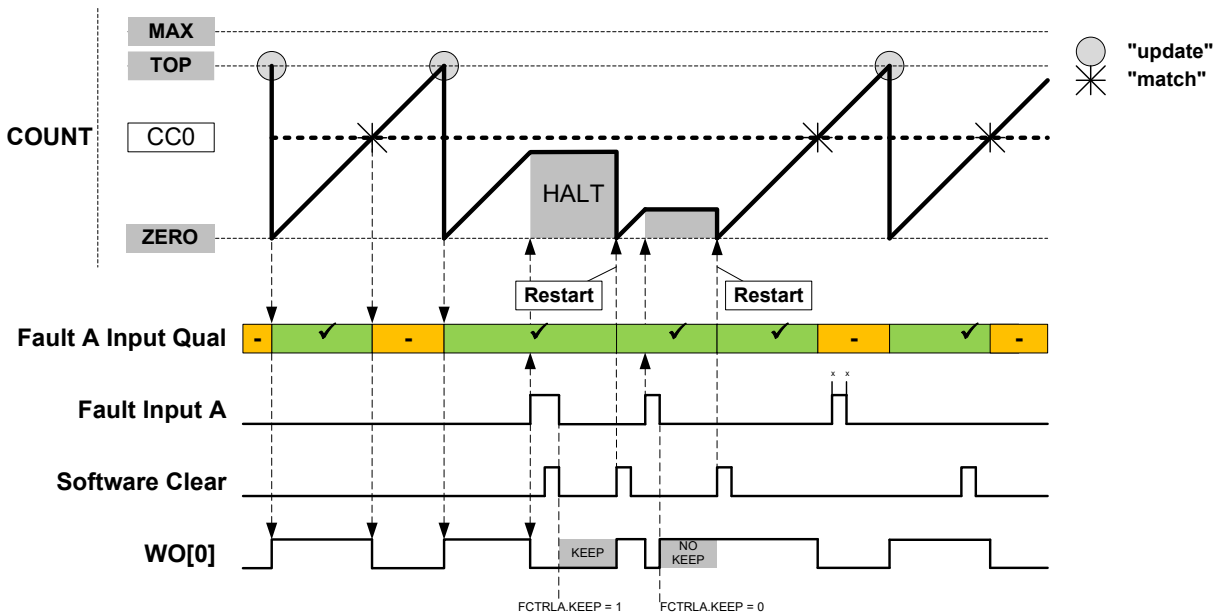 MAX
TOP
"update"
"match"
COUNT
CC0
HALT
ZERO
Restart
Restart
Fault A Input Qual
- ✓ - ✓ ✓ ✓ - ✓ -
x x
Fault Input A
Software Clear
WO[0]
KEEP
NO
KEEP
FCTRLA.KEEP = 1
FCTRLA.KEEP = 0